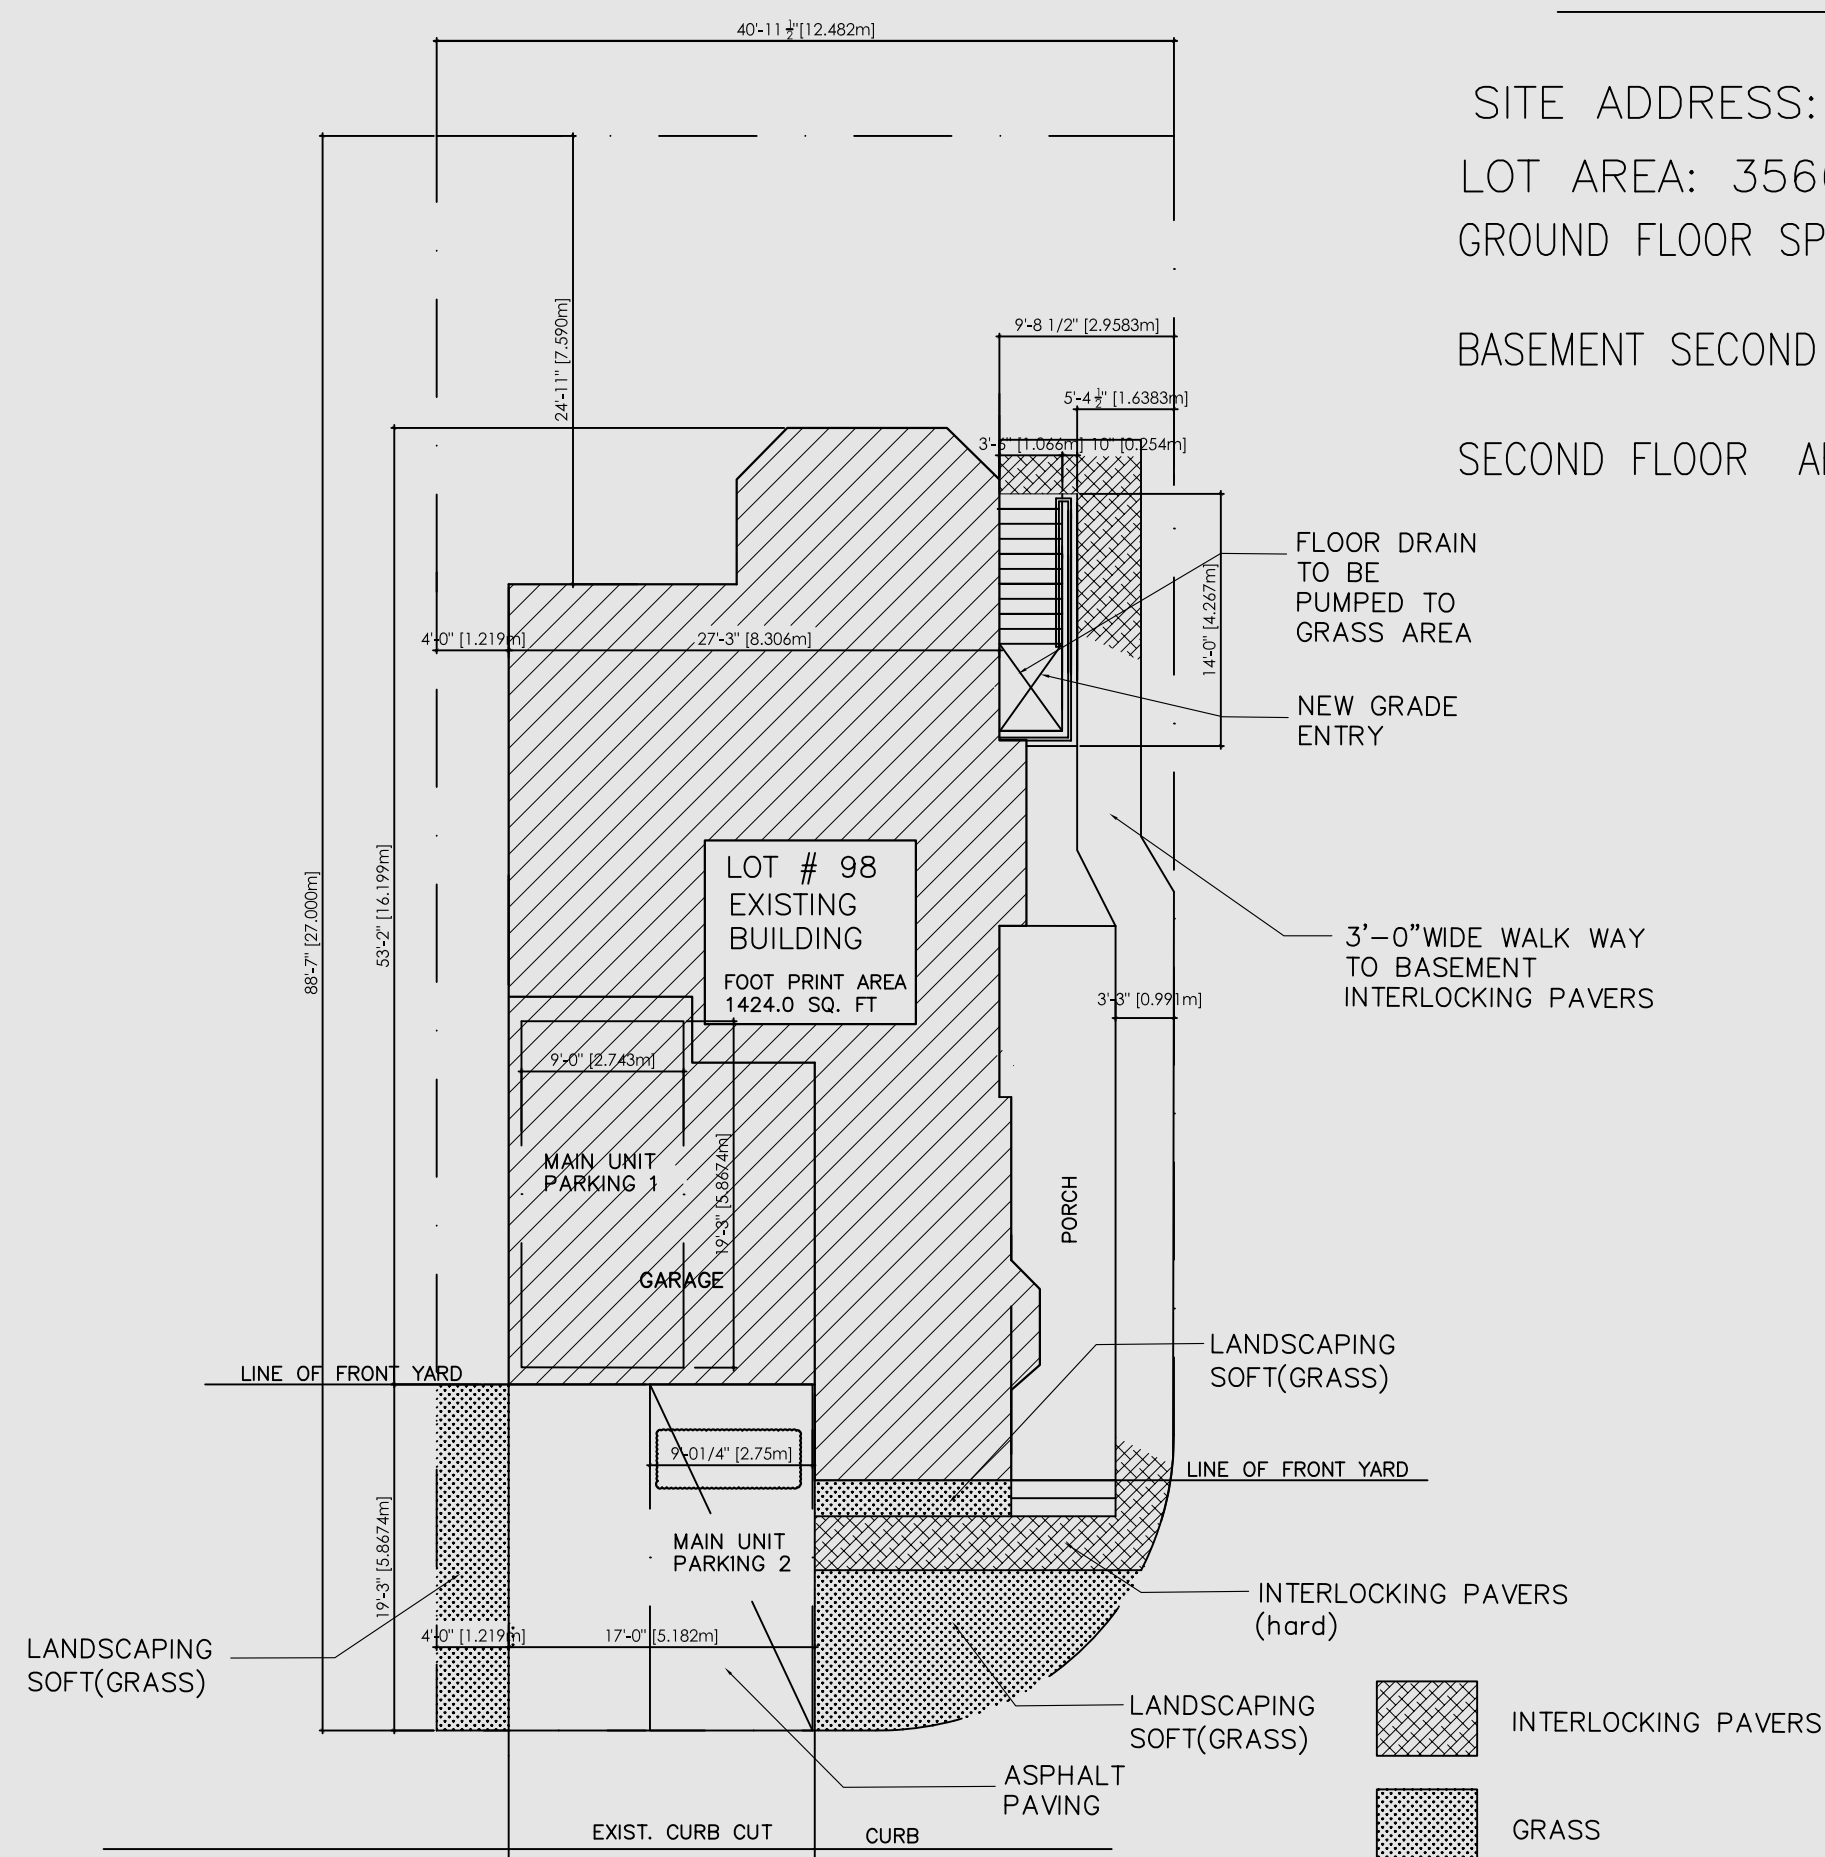 40'-11 ½"[12.482m]
SITE ADDRESS:
LOT AREA: 356
GROUND FLOOR SP
BASEMENT SECOND
SECOND FLOOR
24'-11" [7.590m]
9'-8 1/2" [2.9583m]
5'-4 ½" [1.6383m]
3'-6" [1.066m] 10" [0.254m]
FLOOR DRAIN
TO BE
PUMPED TO
GRASS AREA
14'-0" [4.267m]
4'-0" [1.219m]
27'-3" [8.306m]
NEW GRADE
ENTRY
88'-7" [27.000m]
53'-2" [16.199m]
LOT # 98
EXISTING
BUILDING
FOOT PRINT AREA
1424.0 SQ. FT
3'-0"WIDE WALK WAY
TO BASEMENT
INTERLOCKING PAVERS
3'-3" [0.991m]
9'-0" [2.743m]
MAIN UNIT
PARKING 1
19'-3" [5.8674m]
PORCH
GARAGE
LANDSCAPING
SOFT(GRASS)
LINE OF FRONT YARD
9'-01/4" [2.75m]
LINE OF FRONT YARD
MAIN UNIT
PARKING 2
19'-3" [5.8674m]
INTERLOCKING PAVERS
(hard)
4'-0" [1.219m]
17'-0" [5.182m]
LANDSCAPING
SOFT(GRASS)
LANDSCAPING
SOFT(GRASS)
INTERLOCKING PAVERS
ASPHALT
PAVING
GRASS
EXIST. CURB CUT
CURB